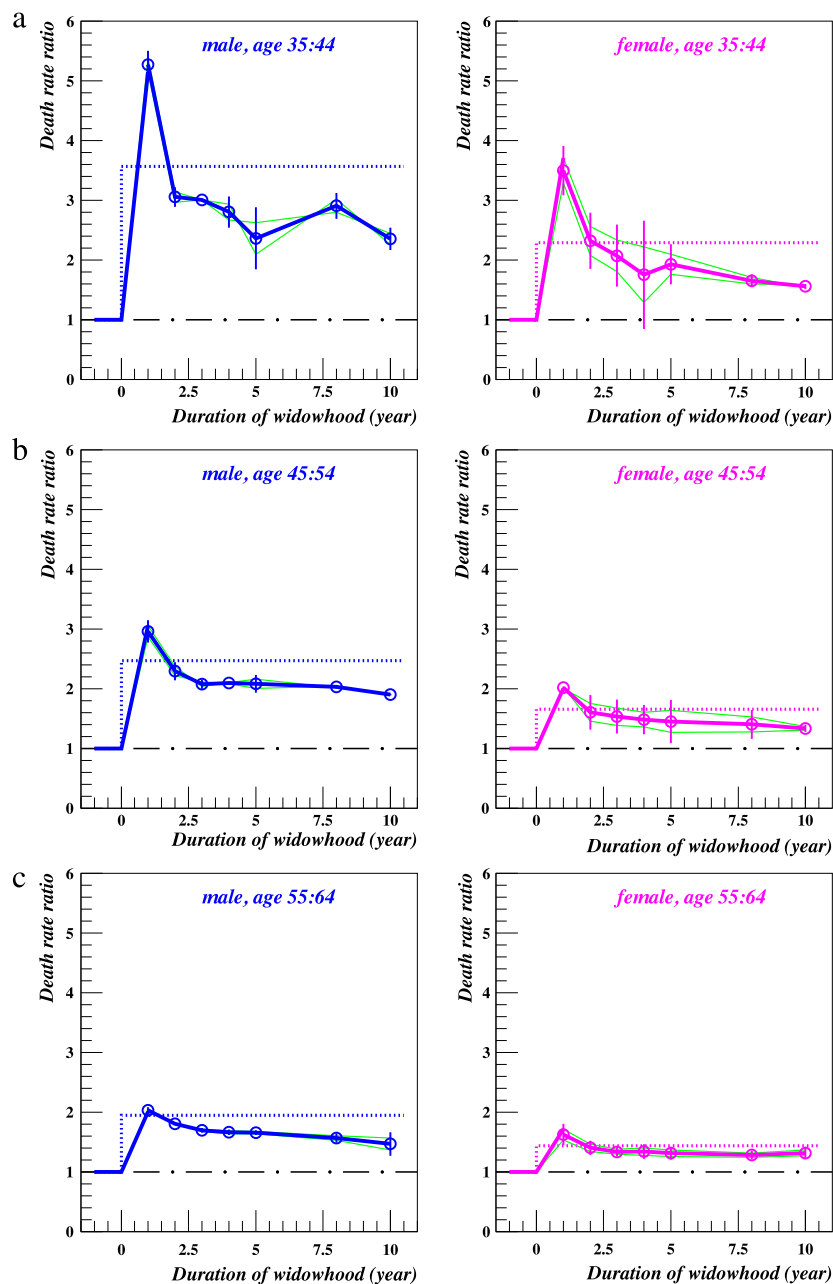 a
male, age 35:44
Death rate ratio
6
5
4
3
2
1
0
0 2.5 5 7.5 10
Duration of widowhood (year)
female, age 35:44
Death rate ratio
6
5
4
3
2
1
0
0 2.5 5 7.5 10
Duration of widowhood (year)
b
male, age 45:54
Death rate ratio
6
5
4
3
2
1
0
0 2.5 5 7.5 10
Duration of widowhood (year)
female, age 45:54
Death rate ratio
6
5
4
3
2
1
0
0 2.5 5 7.5 10
Duration of widowhood (year)
c
male, age 55:64
Death rate ratio
6
5
4
3
2
1
0
0 2.5 5 7.5 10
Duration of widowhood (year)
female, age 55:64
Death rate ratio
6
5
4
3
2
1
0
0 2.5 5 7.5 10
Duration of widowhood (year)